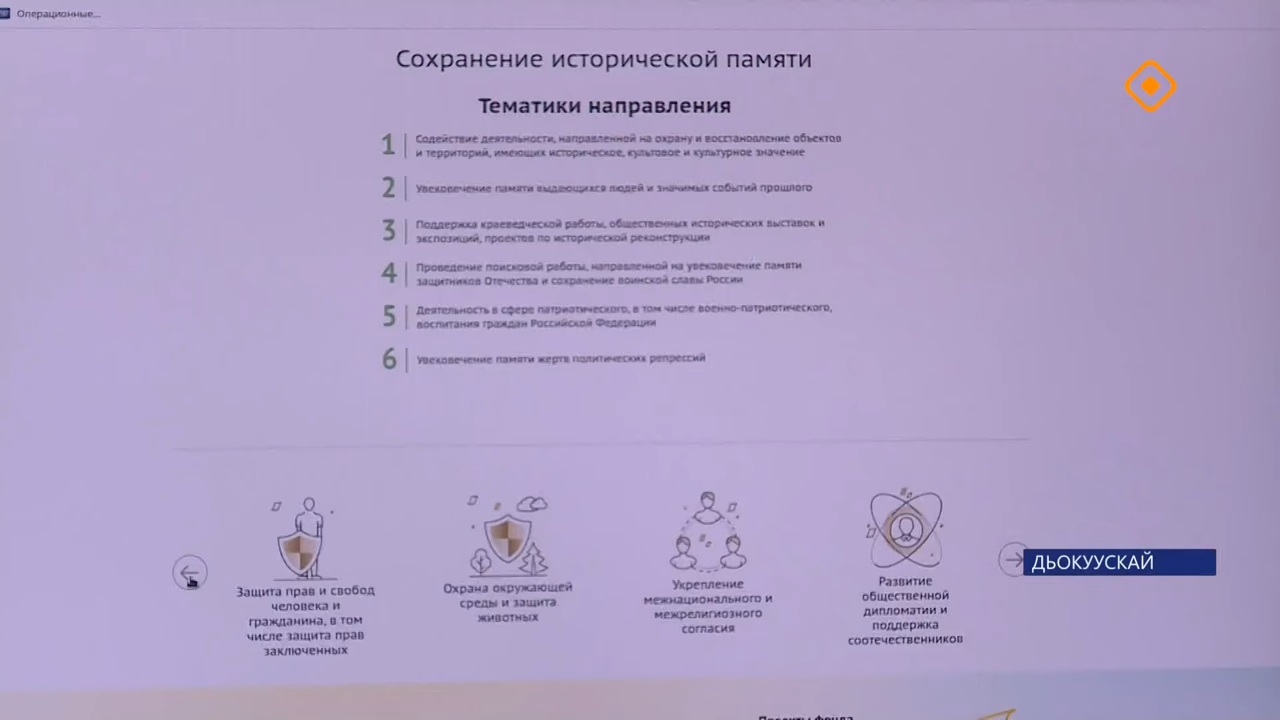 Операционные...
Сохранение исторической памяти
Тематики направления
1
Содействие деятельности, направленной на охрану и восстановление объектов
и территорий, имеющих историческое, культовое и культурное значение
2
Увековечение памяти выдающихся людей и значимых событий прошлого
3
Поддержка краеведческой работы, общественных исторических выставок и
экспозиций, проектов по исторической реконструкции
4
Проведение поисковой работы, направленной на увековечение памяти
защитников Отечества и сохранение воинской славы России
5
Деятельность в сфере патриотического, в том числе военно-патриотического,
воспитания граждан Российской Федерации
6
Увековечение памяти жертв политических репрессий
Защита прав и свобод
человека и
гражданина, в том
числе защита прав
заключенных
Охрана окружающей
среды и защита
животных
Укрепление
межнационального и
межрелигиозного
согласия
Развитие
общественной
дипломатии и
поддержка
соотечественников
ДЬОКУУСКАЙ
Проекты фонда